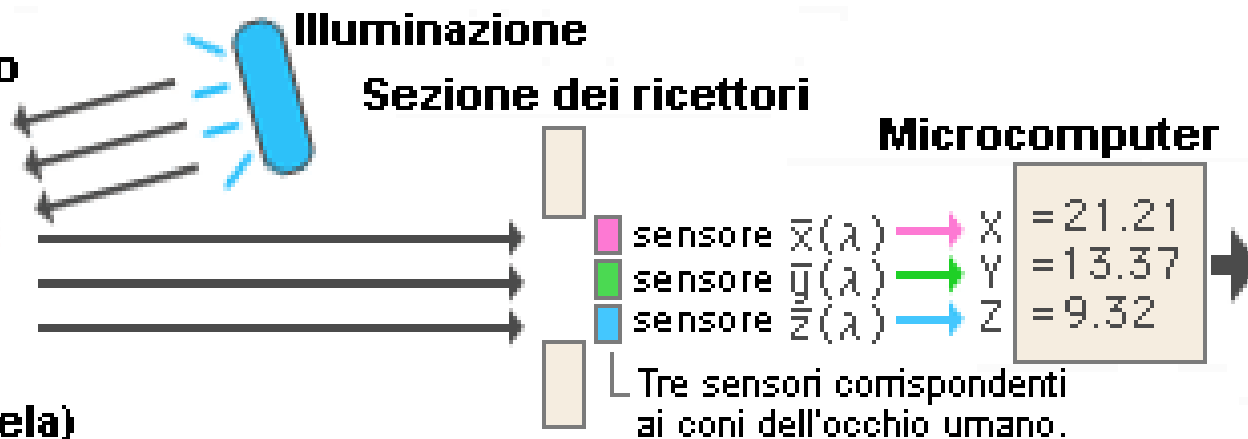 Illuminazione
o
Sezione dei ricettori
Microcomputer
sensore x̅(λ) X =21.21
sensore y̅(λ) Y =13.37
sensore z̅(λ) Z =9.32
Tre sensori corrispondenti
ai coni dell'occhio umano.
ela)